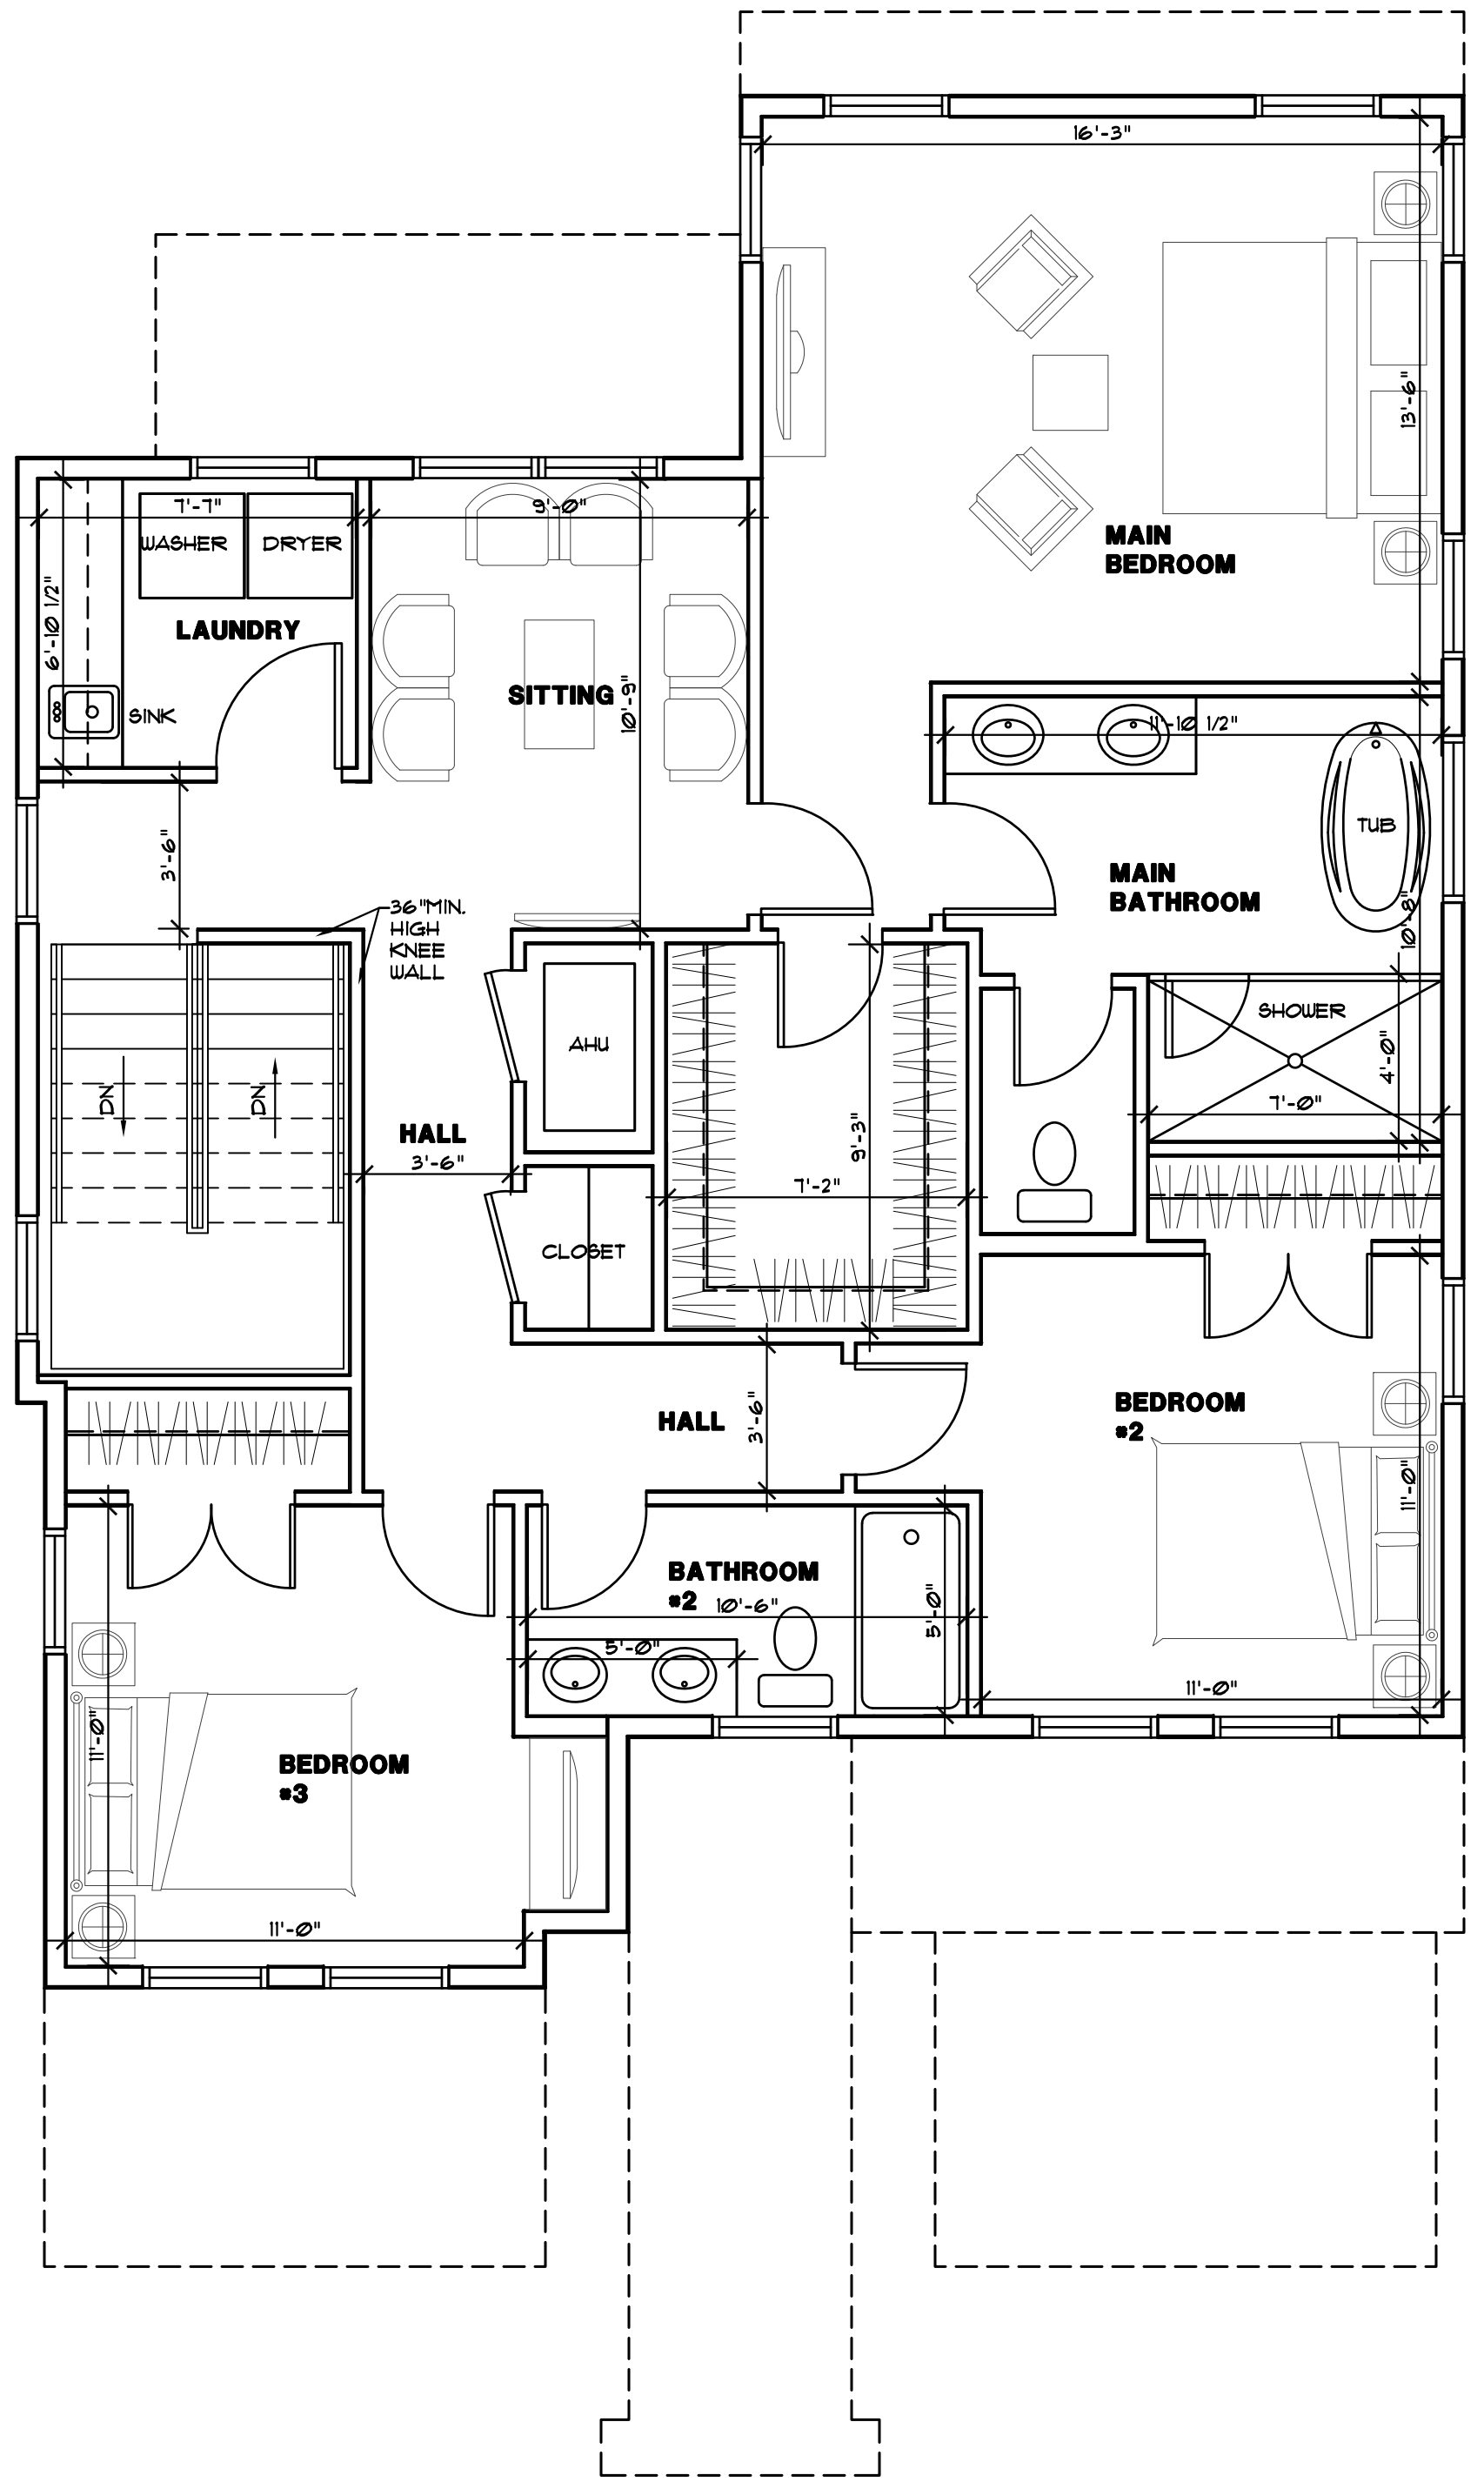 16'-3"
13'-6"
7'-7"
9'-0"
WASHER
DRYER
MAIN
BEDROOM
6'-10 1/2"
LAUNDRY
SITTING
10'-9"
SINK
11'-10 1/2"
TUB
3'-6"
MAIN
BATHROOM
36"MIN.
HIGH
KNEE
WALL
10'-8"
SHOWER
AHU
4'-0"
DN
DN
7'-0"
HALL
3'-6"
9'-3"
7'-2"
CLOSET
BEDROOM
#2
HALL
3'-6"
11'-0"
BATHROOM
#2
10'-6"
5'-0"
5'-0"
11'-0"
11'-0"
BEDROOM
#3
11'-0"